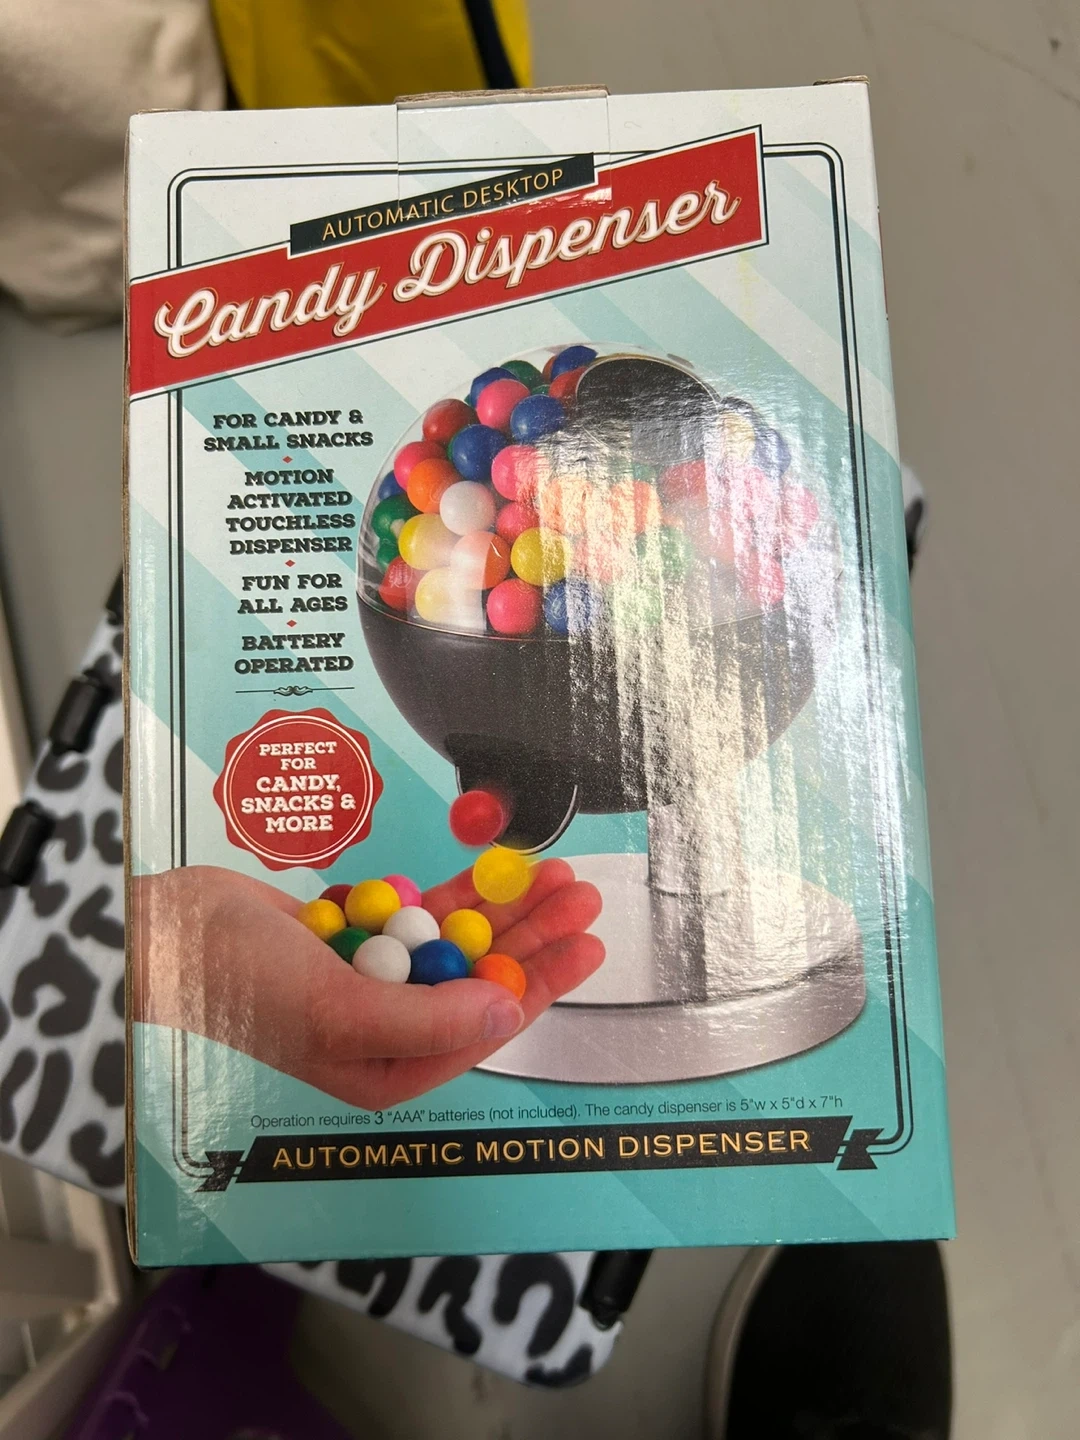 AUTOMATIC DESKTOP
Candy Dispenser
FOR CANDY &
SMALL SNACKS
MOTION
ACTIVATED
TOUCHLESS
DISPENSER
FUN FOR
ALL AGES
BATTERY
OPERATED
PERFECT
FOR
CANDY,
SNACKS &
MORE
Operation requires 3 "AAA" batteries (not included). The candy dispenser is 5"w x 5"d x 7"h
AUTOMATIC MOTION DISPENSER